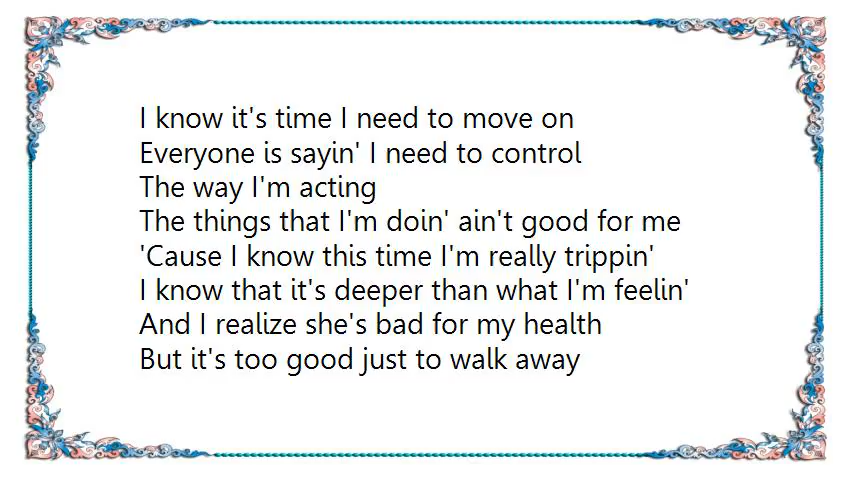 I know it's time I need to move on
Everyone is sayin' I need to control
The way I'm acting
The things that I'm doin' ain't good for me
'Cause I know this time I'm really trippin'
I know that it's deeper than what I'm feelin'
And I realize she's bad for my health
But it's too good just to walk away